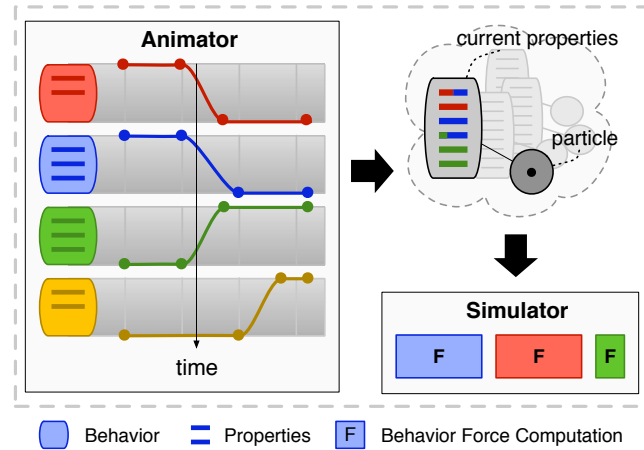 Animator
time
current properties
particle
Simulator
F
F
F
Behavior
Properties
F
Behavior Force Computation